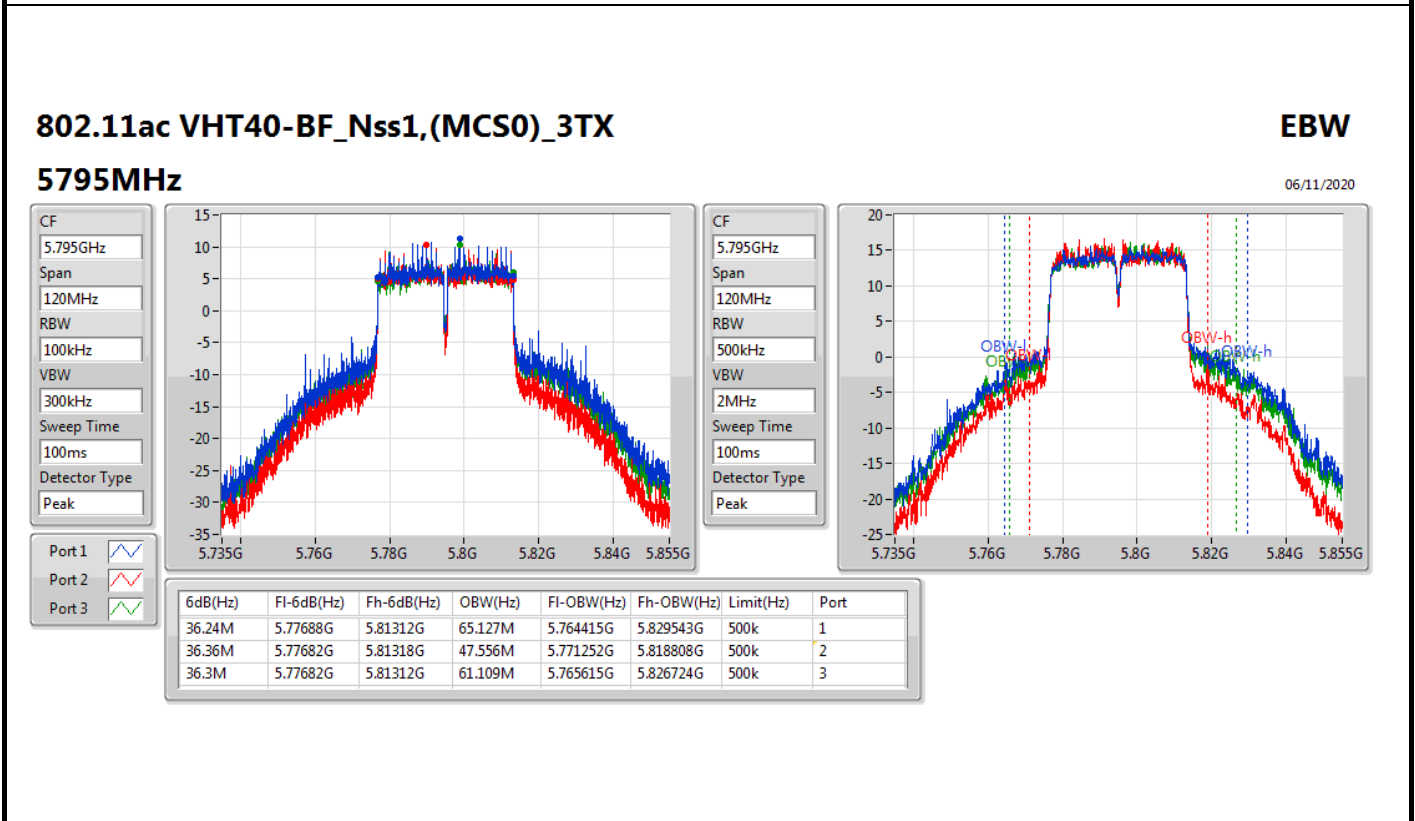 802.11ac VHT40-BF_Nss1,(MCS0)_3TX EBW
5795MHz
06/11/2020
CF
5.795GHz
Span
120MHz
RBW
100kHz
VBW
300kHz
Sweep Time
100ms
Detector Type
Peak
15
10
5
0
-5
-10
-15
-20
-25
-30
-35
5.735G 5.76G 5.78G 5.8G 5.82G 5.84G 5.855G
CF
5.795GHz
Span
120MHz
RBW
500kHz
VBW
2MHz
Sweep Time
100ms
Detector Type
Peak
20
15
10
5
0
-5
-10
-15
-20
-25
OBW-h
5.735G 5.76G 5.78G 5.8G 5.82G 5.84G 5.855G
Port 1
Port 2
Port 3
6dB(Hz) Fl-6dB(Hz) Fh-6dB(Hz) OBW(Hz) Fl-OBW(Hz) Fh-OBW(Hz) Limit(Hz) Port
36.24M 5.77688G 5.81312G 65.127M 5.764415G 5.829543G 500k 1
36.36M 5.77682G 5.81318G 47.556M 5.771252G 5.818808G 500k 2
36.3M 5.77682G 5.81312G 61.109M 5.765615G 5.826724G 500k 3